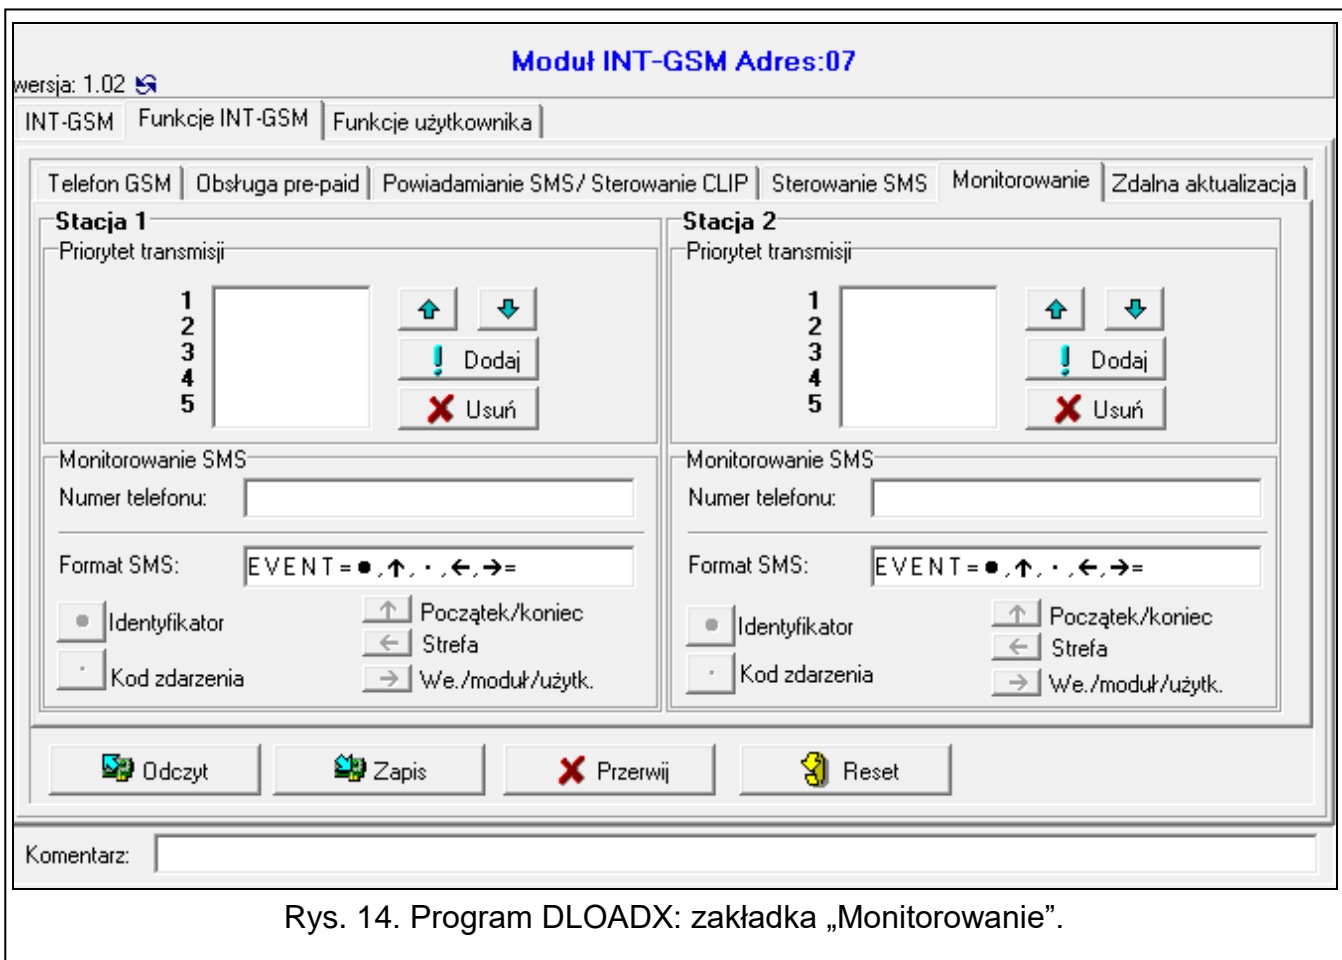 Moduł INT-GSM Adres:07
wersja: 1.02
INT-GSM Funkcje INT-GSM Funkcje użytkownika
Telefon GSM Obsługa pre-paid Powiadamianie SMS/ Sterowanie CLIP Sterowanie SMS Monitorowanie Zdalna aktualizacja
Stacja 1
Priorytet transmisji
1
2
3
4
5
Dodaj
Usuń
Monitorowanie SMS
Numer telefonu:
Format SMS: EVENT=●,↑,·,←,→=
Identyfikator
Kod zdarzenia
↑ Początek/koniec
← Strefa
→ We./moduł/użytk.
Stacja 2
Priorytet transmisji
1
2
3
4
5
Dodaj
Usuń
Monitorowanie SMS
Numer telefonu:
Format SMS: EVENT=●,↑,·,←,→=
Identyfikator
Kod zdarzenia
↑ Początek/koniec
← Strefa
→ We./moduł/użytk.
Odczyt Zapis Przerwij Reset
Komentarz:
Rys. 14. Program DLOADX: zakładka „Monitorowanie”.